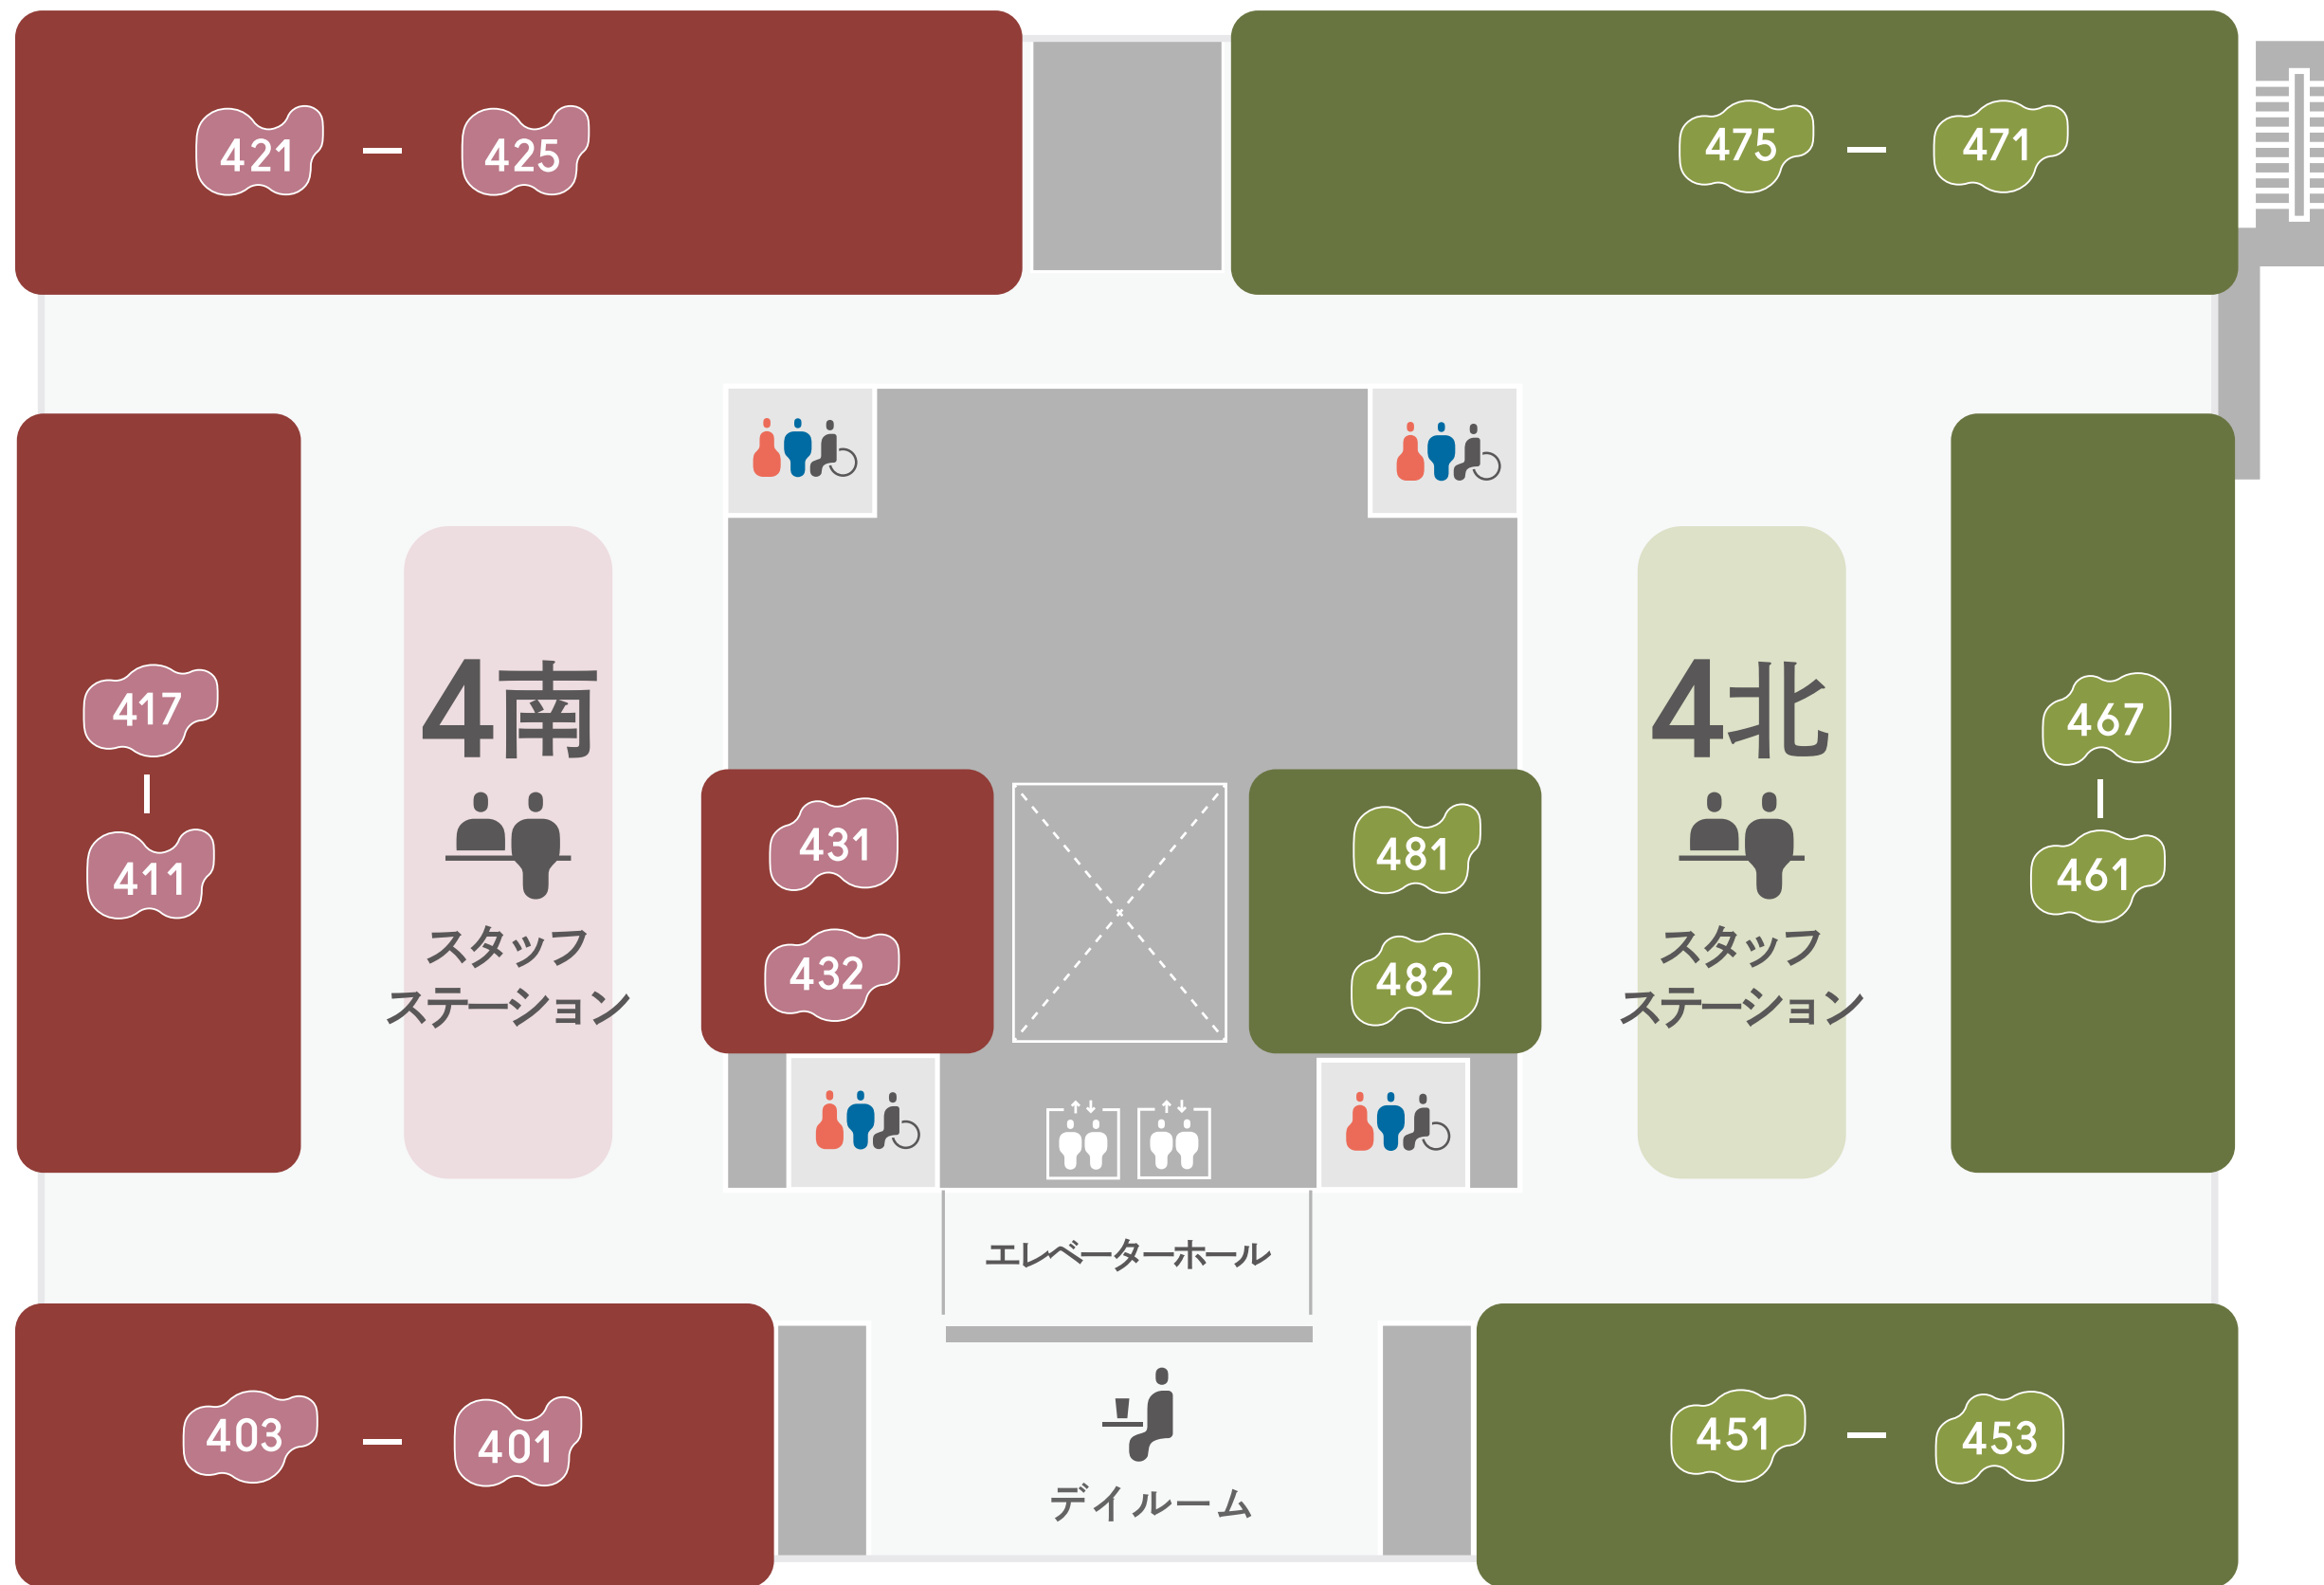 421 — 425
475 — 471
4南
スタッフ
ステーション
4北
スタッフ
ステーション
417
|
411
467
|
461
431
432
481
482
エレベーターホール
403 — 401
デイルーム
451 — 453